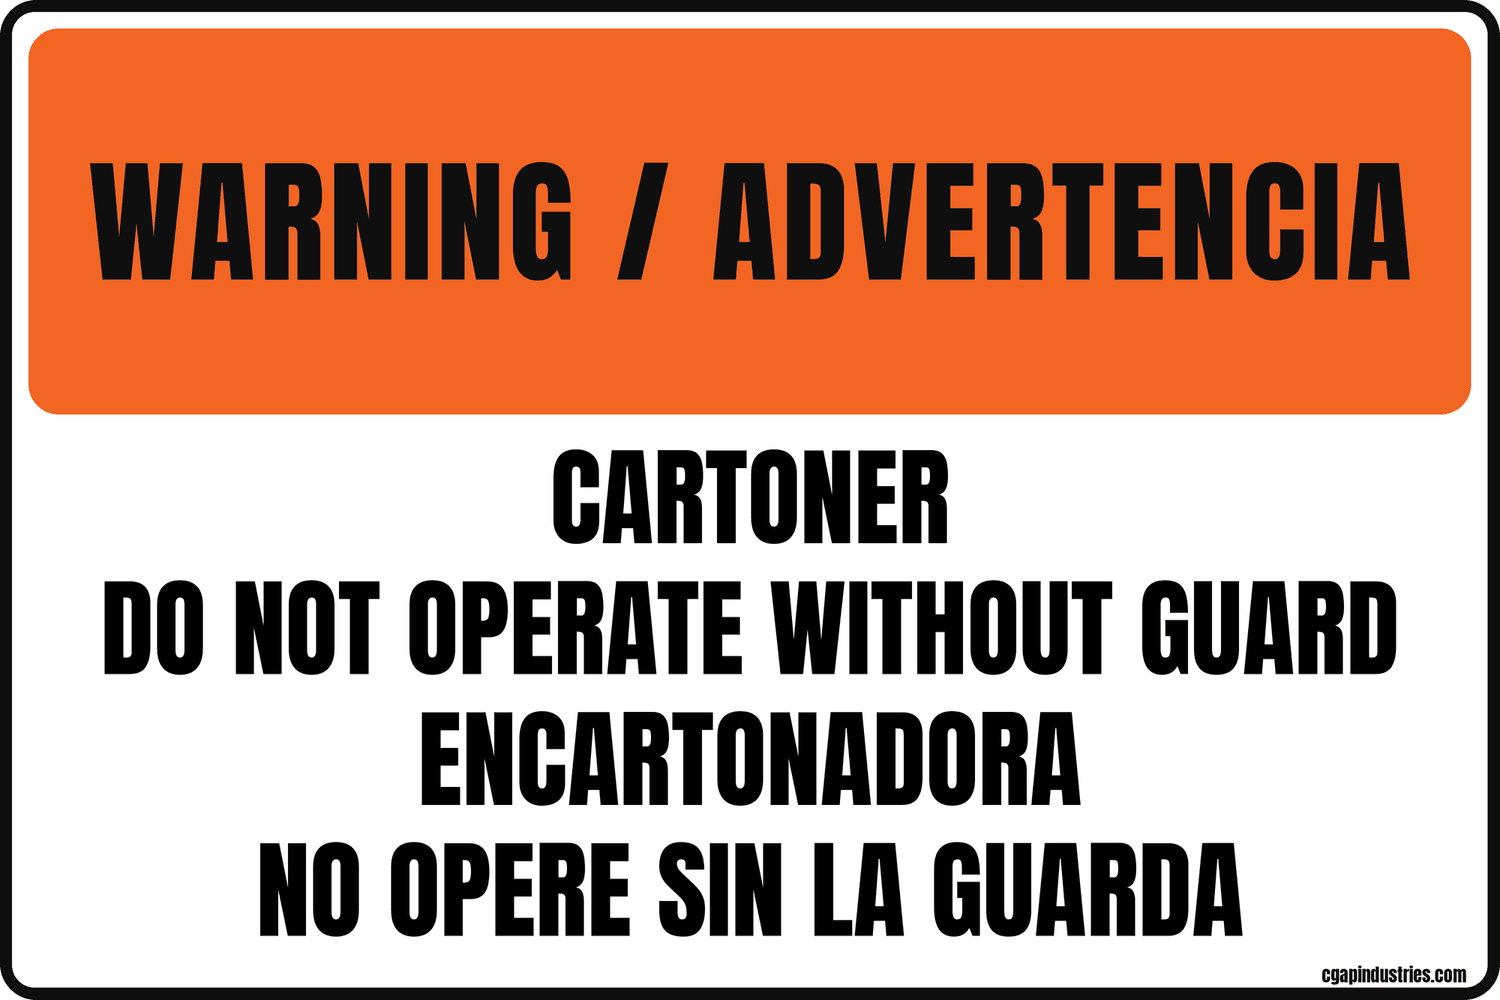 WARNING / ADVERTENCIA
CARTONER
DO NOT OPERATE WITHOUT GUARD
ENCARTONADORA
NO OPERE SIN LA GUARDA
cgapindustries.com